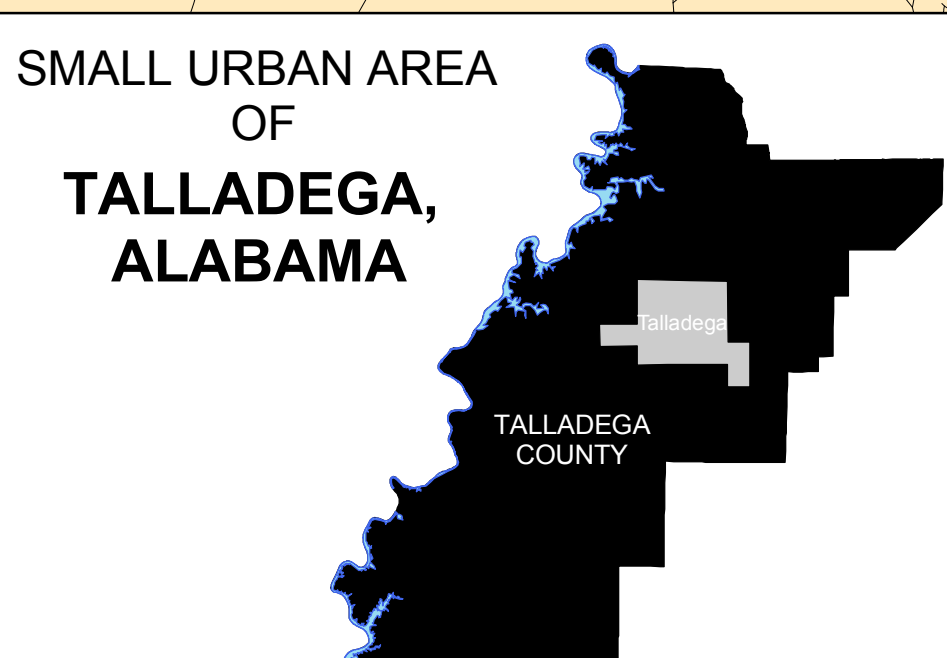 SMALL URBAN AREA
OF
TALLADEGA,
ALABAMA
Talladega
TALLADEGA
COUNTY